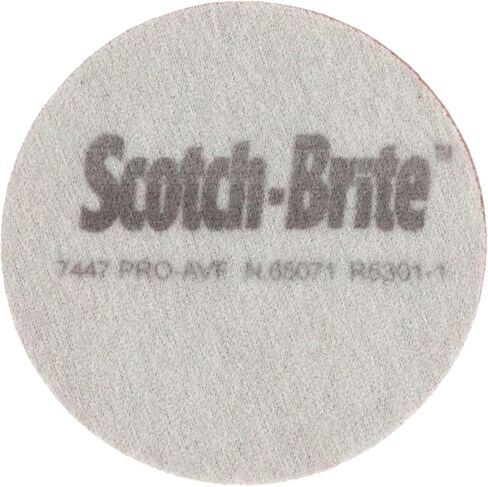 Scotch-Brite™
7447 PRO-AVF N.65071 R5301-1